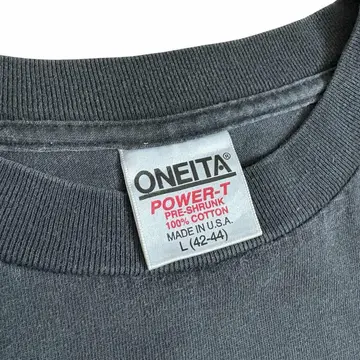 ONEITA®
POWER-T
PRE-SHRUNK
100% COTTON
MADE IN U.S.A.
L (42-44)